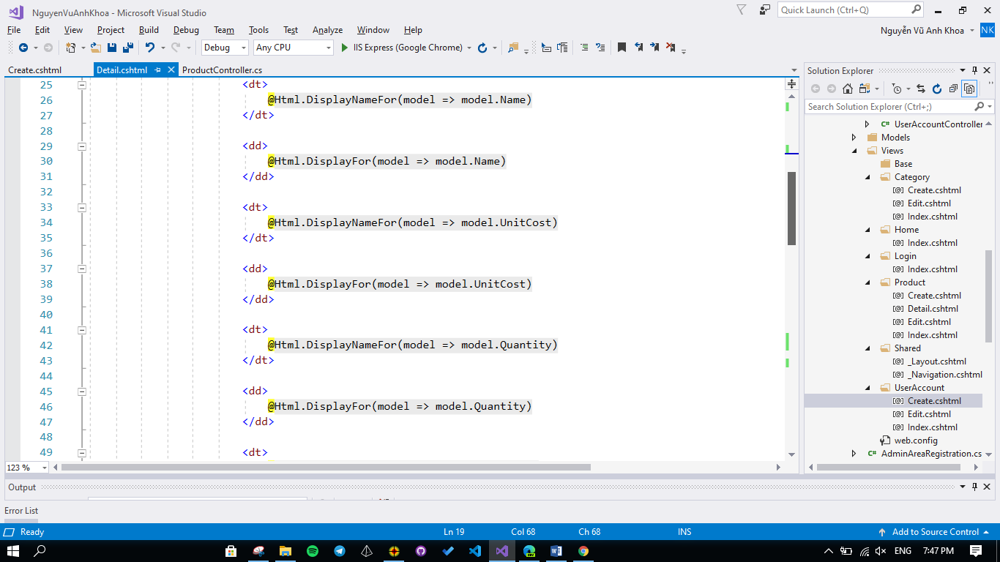 NguyenVuAnhKhoa - Microsoft Visual Studio
Quick Launch (Ctrl+Q)
File Edit View Project Build Debug Team Tools Test Analyze Window Help
Nguyễn Vũ Anh Khoa NK
Debug Any CPU IIS Express (Google Chrome)
Create.cshtml Detail.cshtml ProductController.cs
25 <dt>
26 @Html.DisplayNameFor(model => model.Name)
27 </dt>
28
29 <dd>
30 @Html.DisplayFor(model => model.Name)
31 </dd>
32
33 <dt>
34 @Html.DisplayNameFor(model => model.UnitCost)
35 </dt>
36
37 <dd>
38 @Html.DisplayFor(model => model.UnitCost)
39 </dd>
40
41 <dt>
42 @Html.DisplayNameFor(model => model.Quantity)
43 </dt>
44
45 <dd>
46 @Html.DisplayFor(model => model.Quantity)
47 </dd>
48
49 <dt>
123 %
Solution Explorer
Search Solution Explorer (Ctrl+;)
C# UserAccountController
Models
Views
Base
Category
[@] Create.cshtml
[@] Edit.cshtml
[@] Index.cshtml
Home
[@] Index.cshtml
Login
[@] Index.cshtml
Product
[@] Create.cshtml
[@] Detail.cshtml
[@] Edit.cshtml
[@] Index.cshtml
Shared
[@] _Layout.cshtml
[@] _Navigation.cshtml
UserAccount
[@] Create.cshtml
[@] Edit.cshtml
[@] Index.cshtml
web.config
C# AdminAreaRegistration.cs
Output
Error List
Ready Ln 19 Col 68 Ch 68 INS Add to Source Control
ENG 7:47 PM